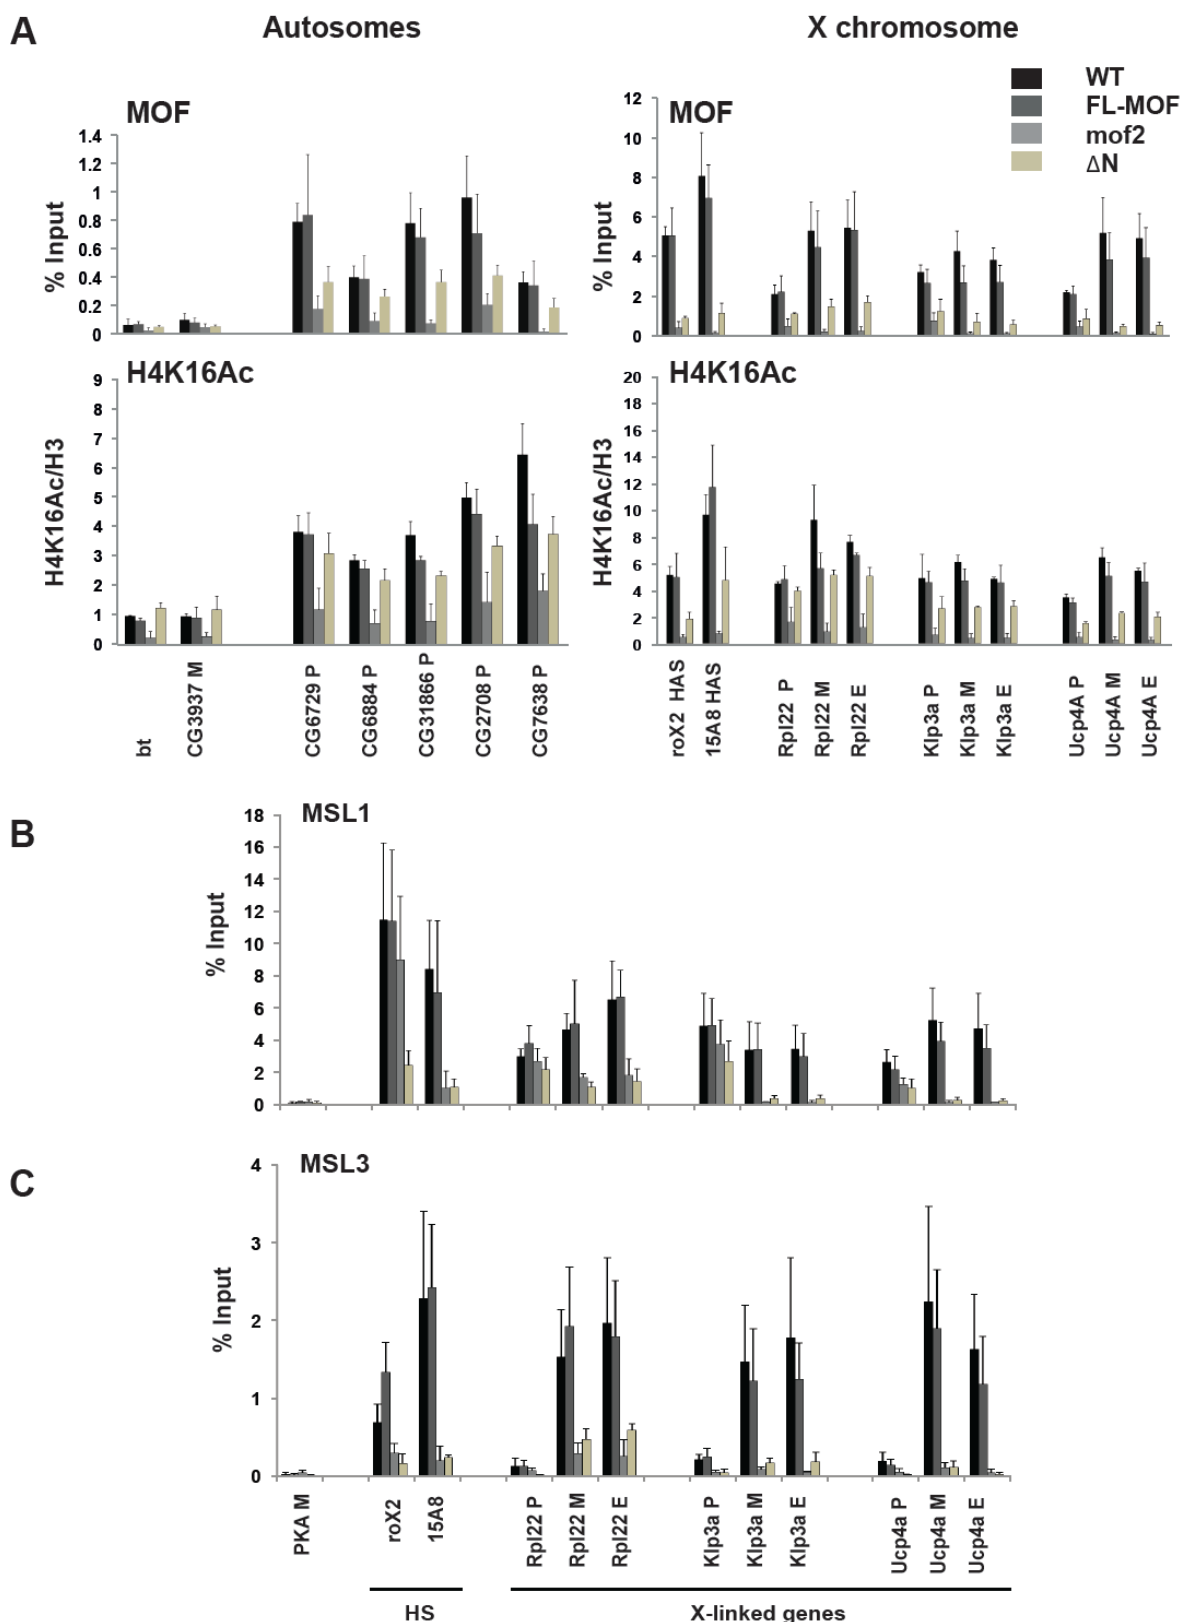 A
Autosomes
X chromosome
WT
FL-MOF
mof2
ΔN
MOF
% Input
1.4
1.2
1
0.8
0.6
0.4
0.2
0
MOF
% Input
12
10
8
6
4
2
0
H4K16Ac
H4K16Ac/H3
9
8
7
6
5
4
3
2
1
0
bt
CG3937 M
CG6729 P
CG6884 P
CG31866 P
CG2708 P
CG7638 P
H4K16Ac
H4K16Ac/H3
20
18
16
14
12
10
8
6
4
2
0
roX2 HAS
15A8 HAS
Rpl22 P
Rpl22 M
Rpl22 E
Klp3a P
Klp3a M
Klp3a E
Ucp4A P
Ucp4A M
Ucp4A E
B
MSL1
% Input
18
16
14
12
10
8
6
4
2
0
C
MSL3
% Input
4
3
2
1
0
PKA M
roX2
15A8
Rpl22 P
Rpl22 M
Rpl22 E
Klp3a P
Klp3a M
Klp3a E
Ucp4a P
Ucp4a M
Ucp4a E
HS
X-linked genes